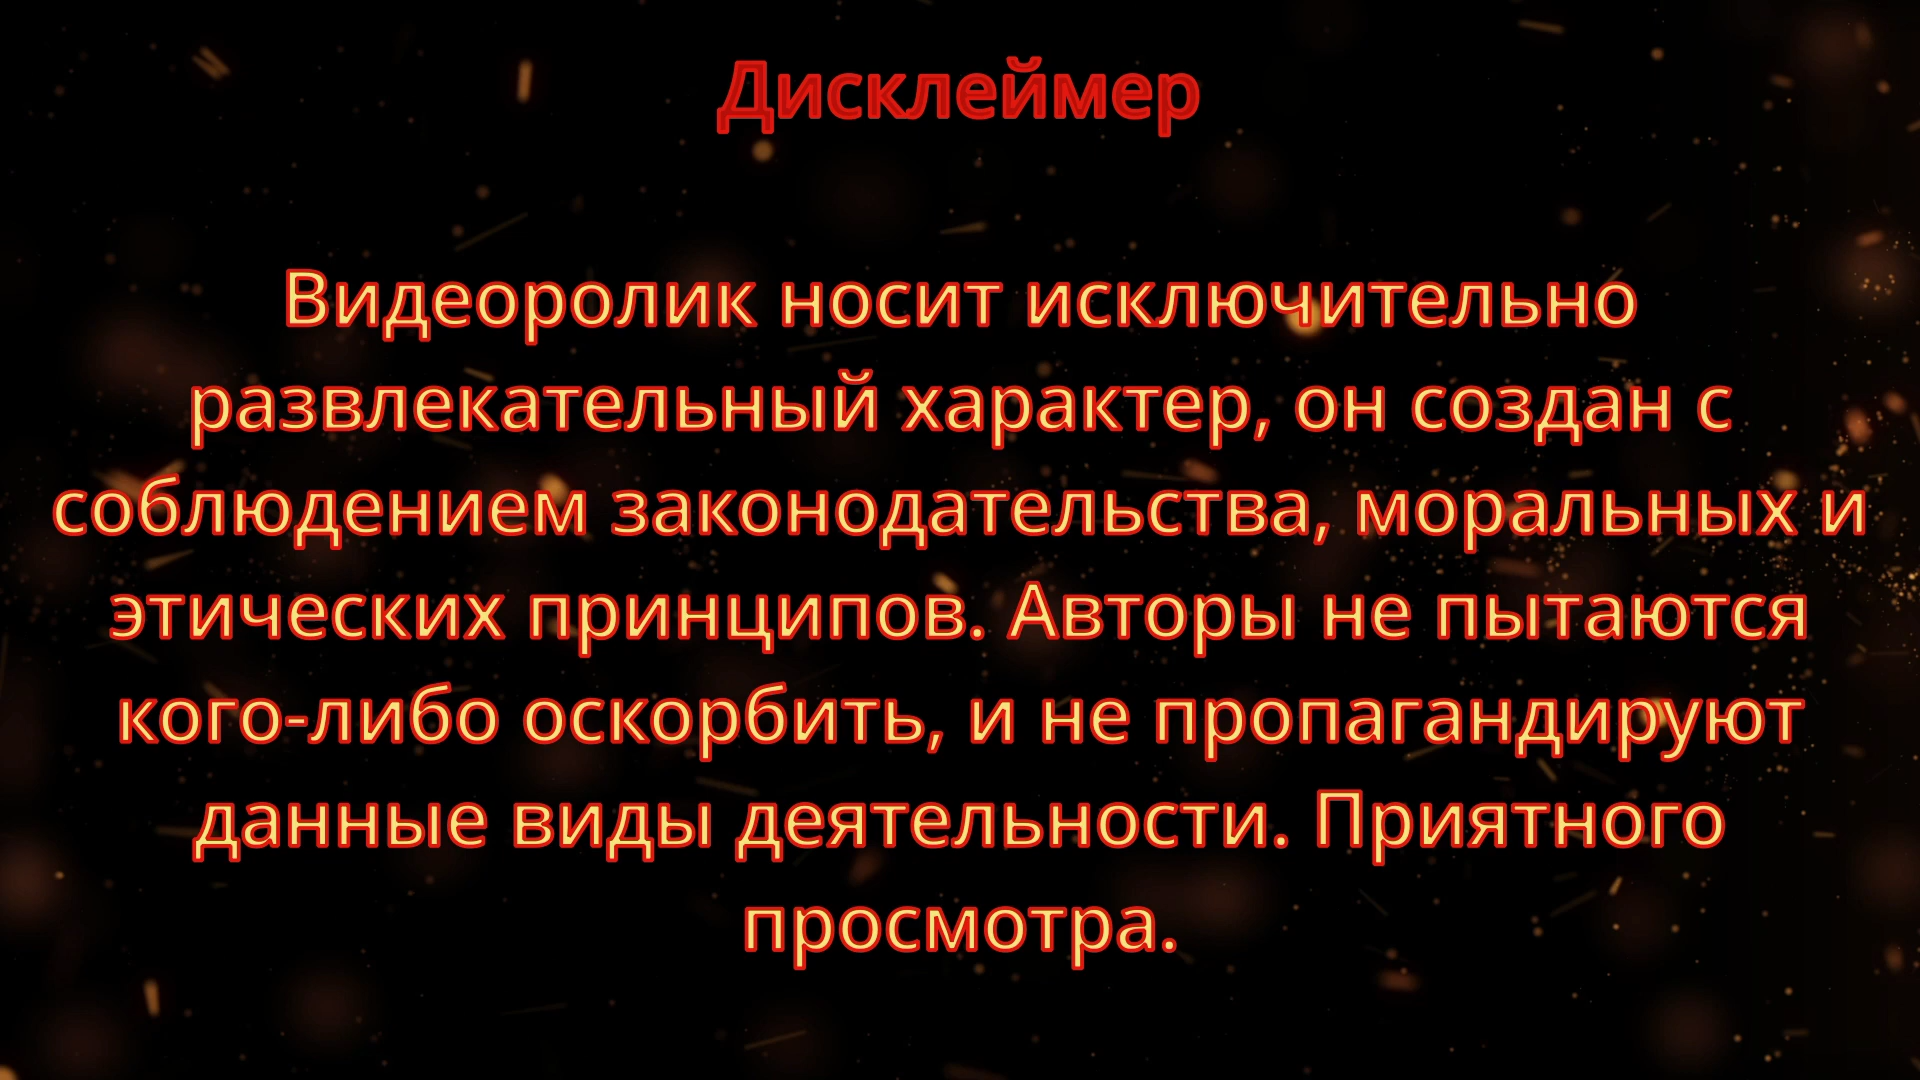 Дисклеймер
Видеоролик носит исключительно
развлекательный характер, он создан с
соблюдением законодательства, моральных и
этических принципов. Авторы не пытаются
кого-либо оскорбить, и не пропагандируют
данные виды деятельности. Приятного
просмотра.